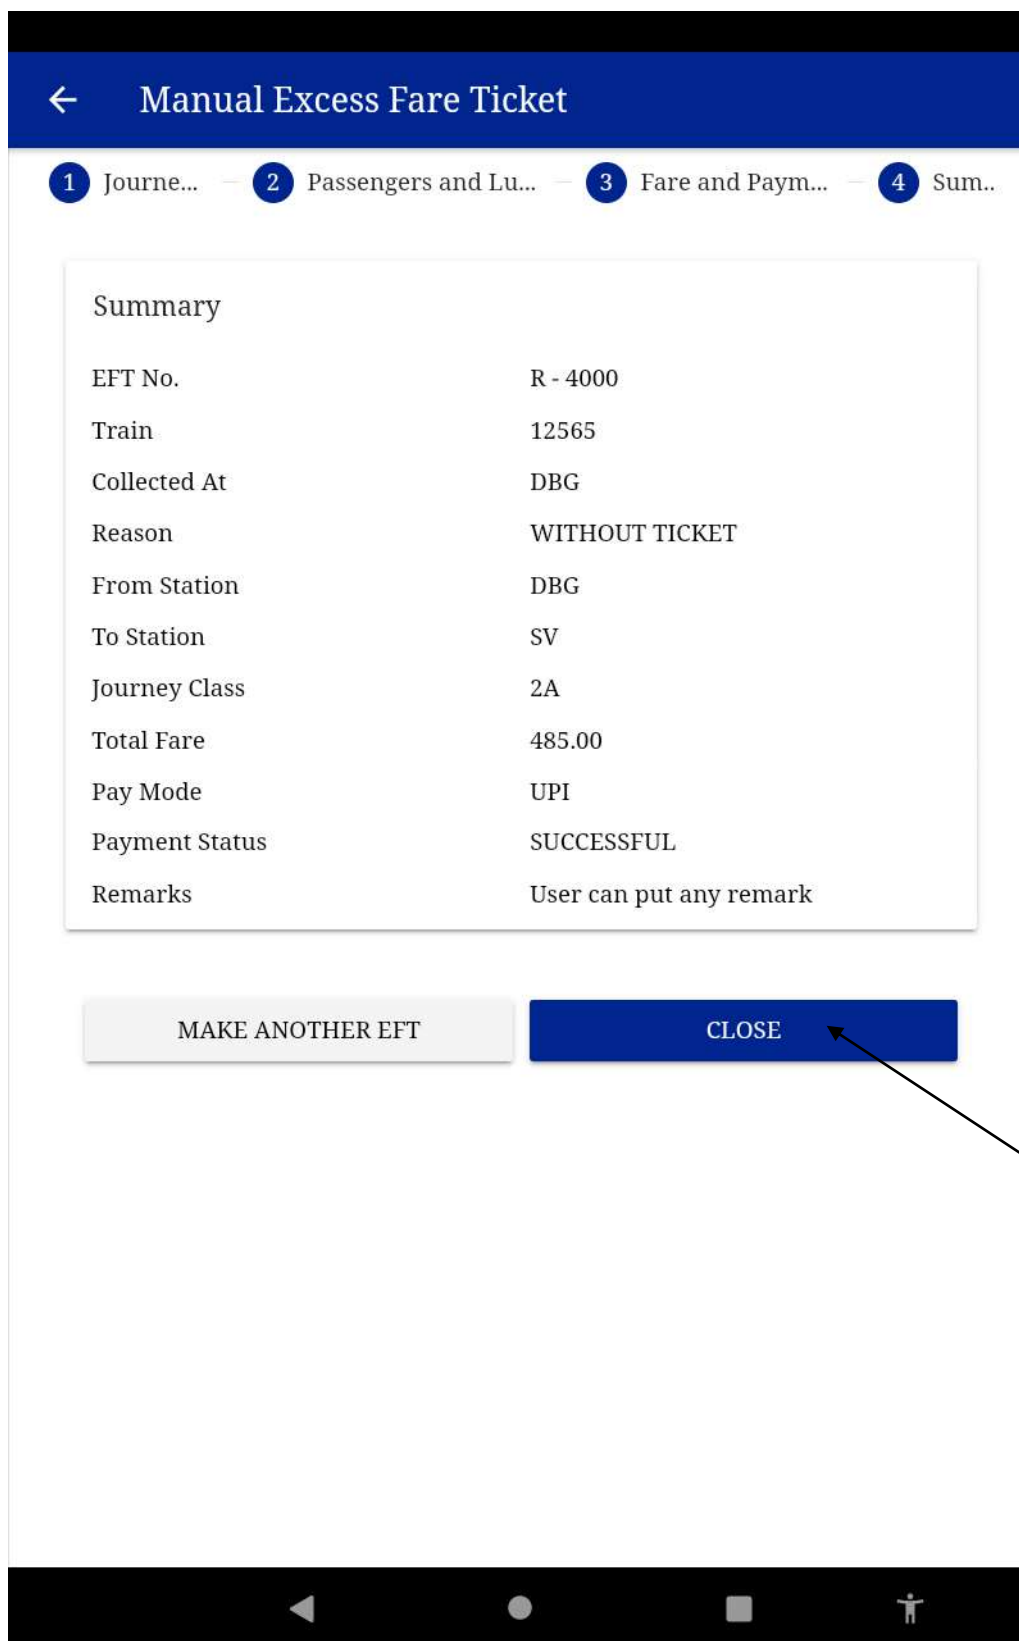 Manual Excess Fare Ticket
1 Journe... 2 Passengers and Lu... 3 Fare and Paym... 4 Sum..
Summary
EFT No. R - 4000
Train 12565
Collected At DBG
Reason WITHOUT TICKET
From Station DBG
To Station SV
Journey Class 2A
Total Fare 485.00
Pay Mode UPI
Payment Status SUCCESSFUL
Remarks User can put any remark
MAKE ANOTHER EFT CLOSE